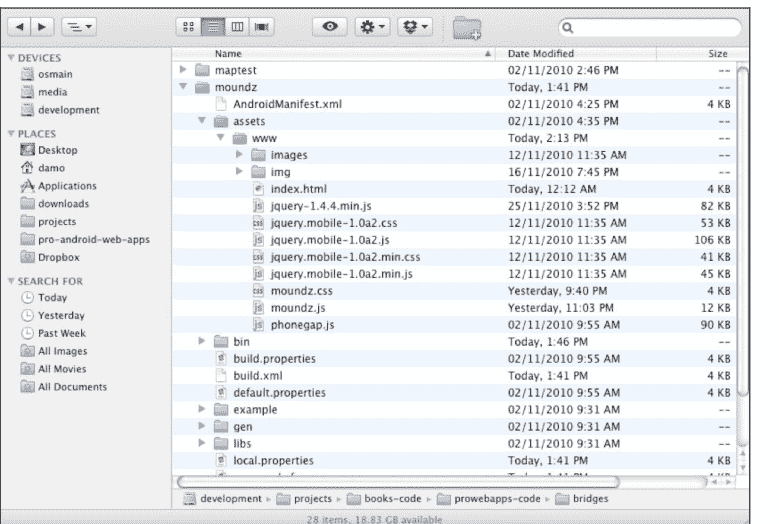 Name Date Modified Size
DEVICES
osmain
media
development
PLACES
Desktop
damo
Applications
downloads
projects
pro-android-web-apps
Dropbox
SEARCH FOR
Today
Yesterday
Past Week
All Images
All Movies
All Documents
maptest 02/11/2010 2:46 PM --
moundz Today, 1:41 PM --
AndroidManifest.xml 02/11/2010 4:25 PM 4 KB
assets 02/11/2010 4:35 PM --
www Today, 2:13 PM --
images 12/11/2010 11:35 AM --
img 16/11/2010 7:45 PM --
index.html Today, 12:12 AM 4 KB
jquery-1.4.4.min.js 25/11/2010 3:52 PM 82 KB
jquery.mobile-1.0a2.css 12/11/2010 11:35 AM 53 KB
jquery.mobile-1.0a2.js 12/11/2010 11:35 AM 106 KB
jquery.mobile-1.0a2.min.css 12/11/2010 11:35 AM 41 KB
jquery.mobile-1.0a2.min.js 12/11/2010 11:35 AM 45 KB
moundz.css Yesterday, 9:40 PM 4 KB
moundz.js Yesterday, 11:03 PM 12 KB
phonegap.js 02/11/2010 9:55 AM 90 KB
bin Today, 1:46 PM --
build.properties 02/11/2010 9:55 AM 4 KB
build.xml Today, 1:41 PM 4 KB
default.properties 02/11/2010 9:55 AM 4 KB
example 02/11/2010 9:31 AM --
gen 02/11/2010 9:31 AM --
libs 02/11/2010 9:31 AM --
local.properties Today, 1:41 PM 4 KB
development projects books-code prowebapps-code bridges
28 items, 18.83 GB available